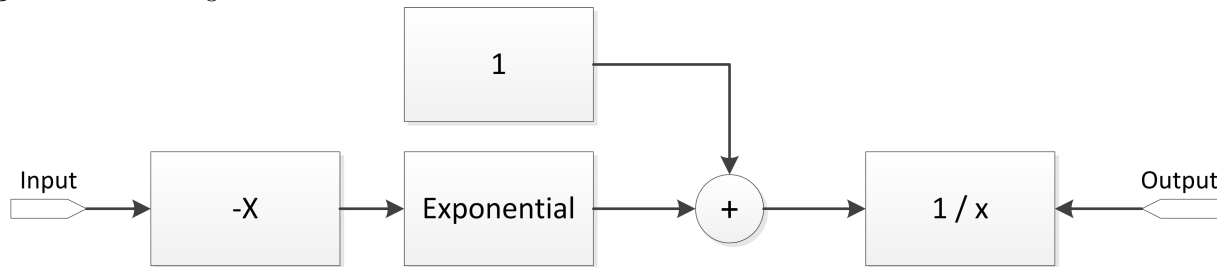 1
Input
-X
Exponential
+
1 / x
Output